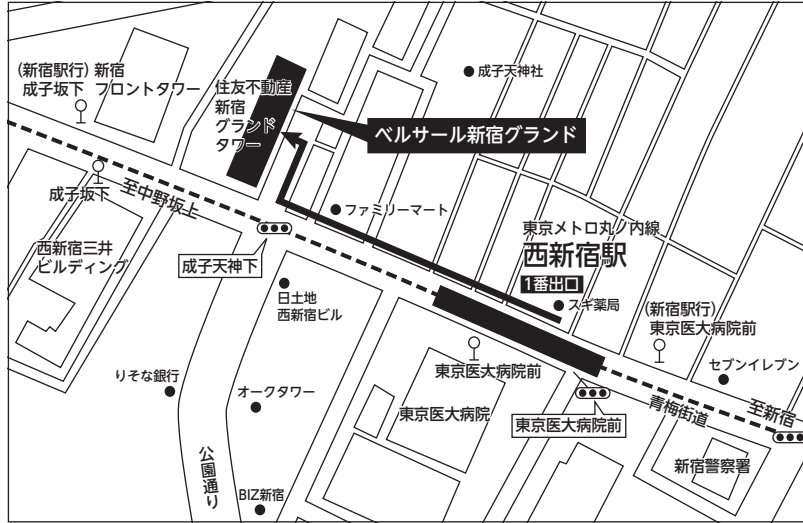 (新宿駅行)
成子坂下
新宿
フロントタワー
住友不動産
新宿
グランド
タワー
成子天神社
ベルサール新宿グランド
成子坂下
至中野坂上
ファミリーマート
東京メトロ丸ノ内線
西新宿駅
1番出口
スギ薬局
西新宿三井
ビルディング
成子天神下
日土地
西新宿ビル
(新宿駅行)
東京医大病院前
セブンイレブン
東京医大病院前
りそな銀行
オークタワー
東京医大病院
東京医大病院前
青梅街道
至新宿
公園通り
新宿警察署
BIZ新宿